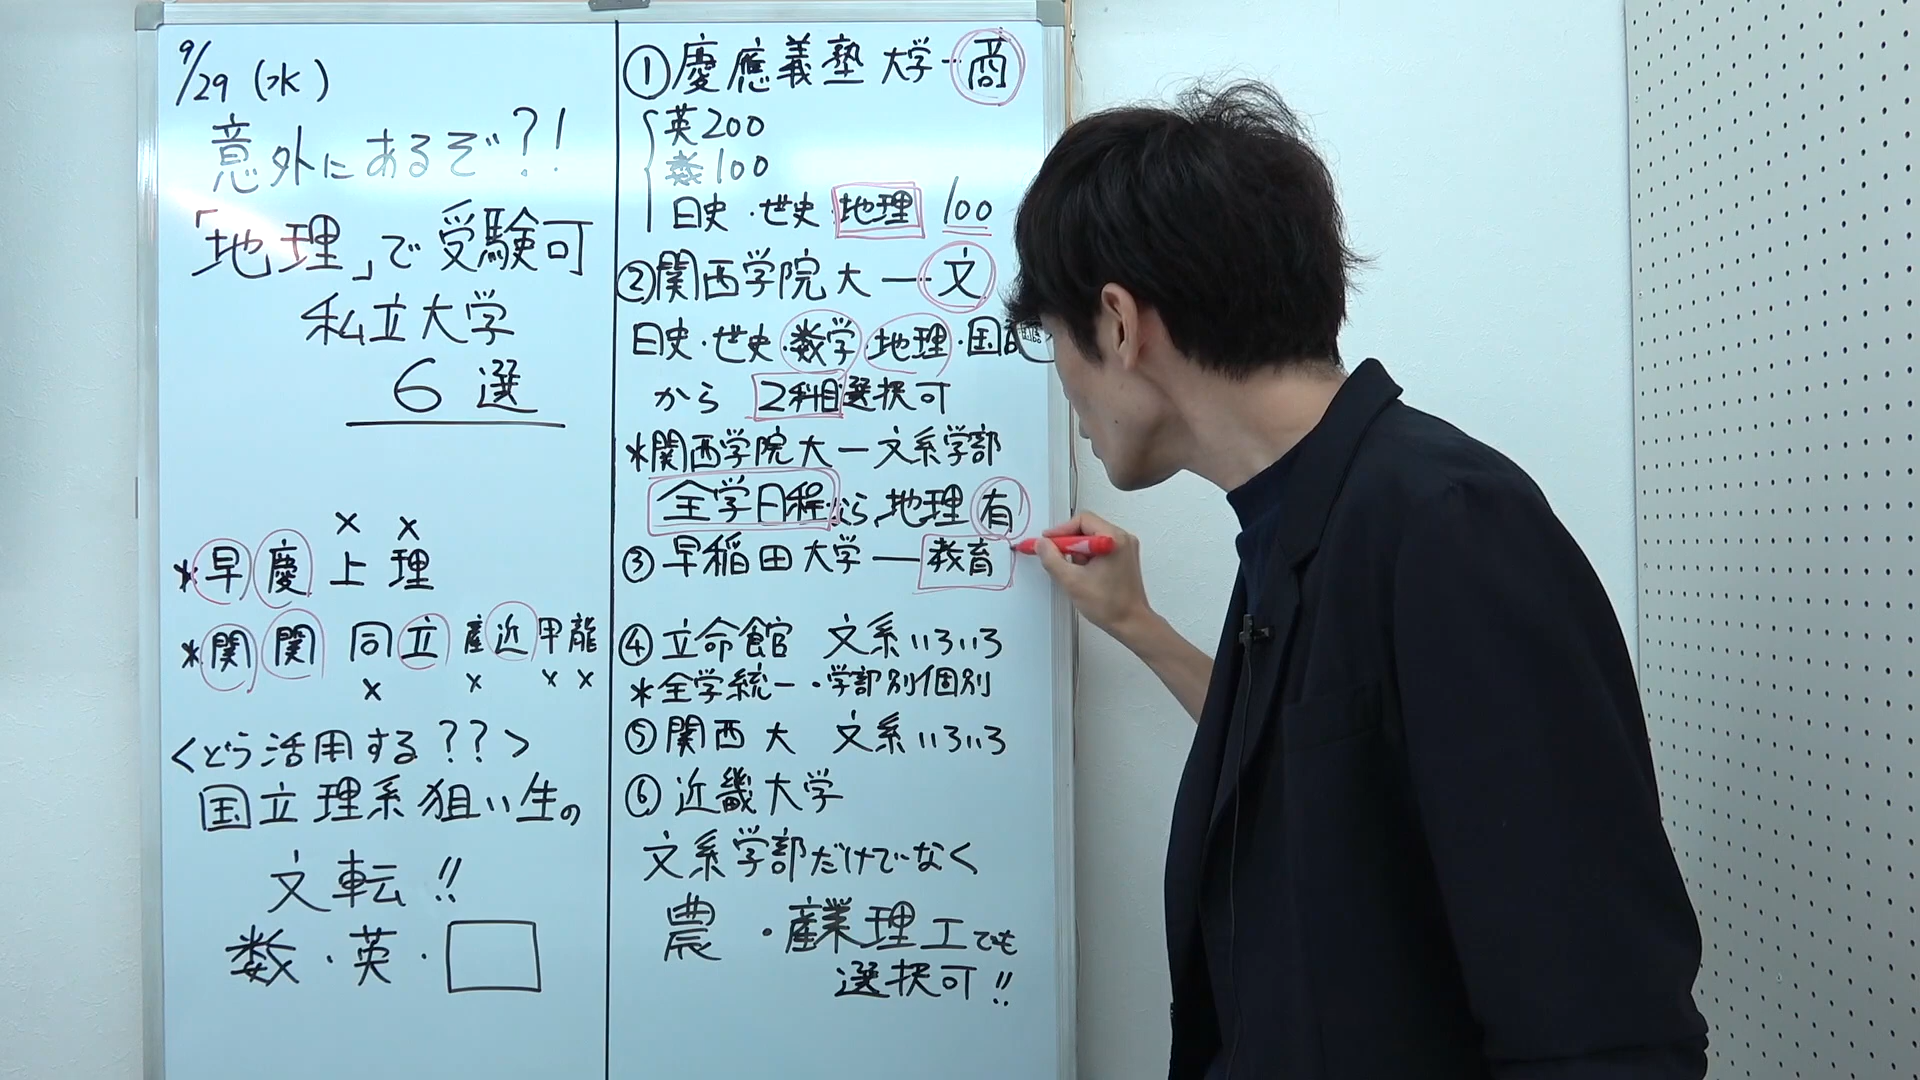 9/29(水)
意外にあるぞ?!
「地理」で受験可
私立大学
6選
× ×
*早慶上理
*関関同立産近甲龍
× × × ×
<どう活用する??>
国立理系狙い生の
文転!!
数・英・
①慶應義塾大学…商
英200
数100
日史・世史・地理 100
②関西学院大―文
日史・世史・数学・地理・国
から 2科目選択可
*関西学院大―文系学部
全学日程なら、地理有
③早稲田大学―教育
④立命館 文系いろいろ
*全学統一・学部別個別
⑤関西大 文系いろいろ
⑥近畿大学
文系学部だけでなく
農・産業理工でも
選択可!!